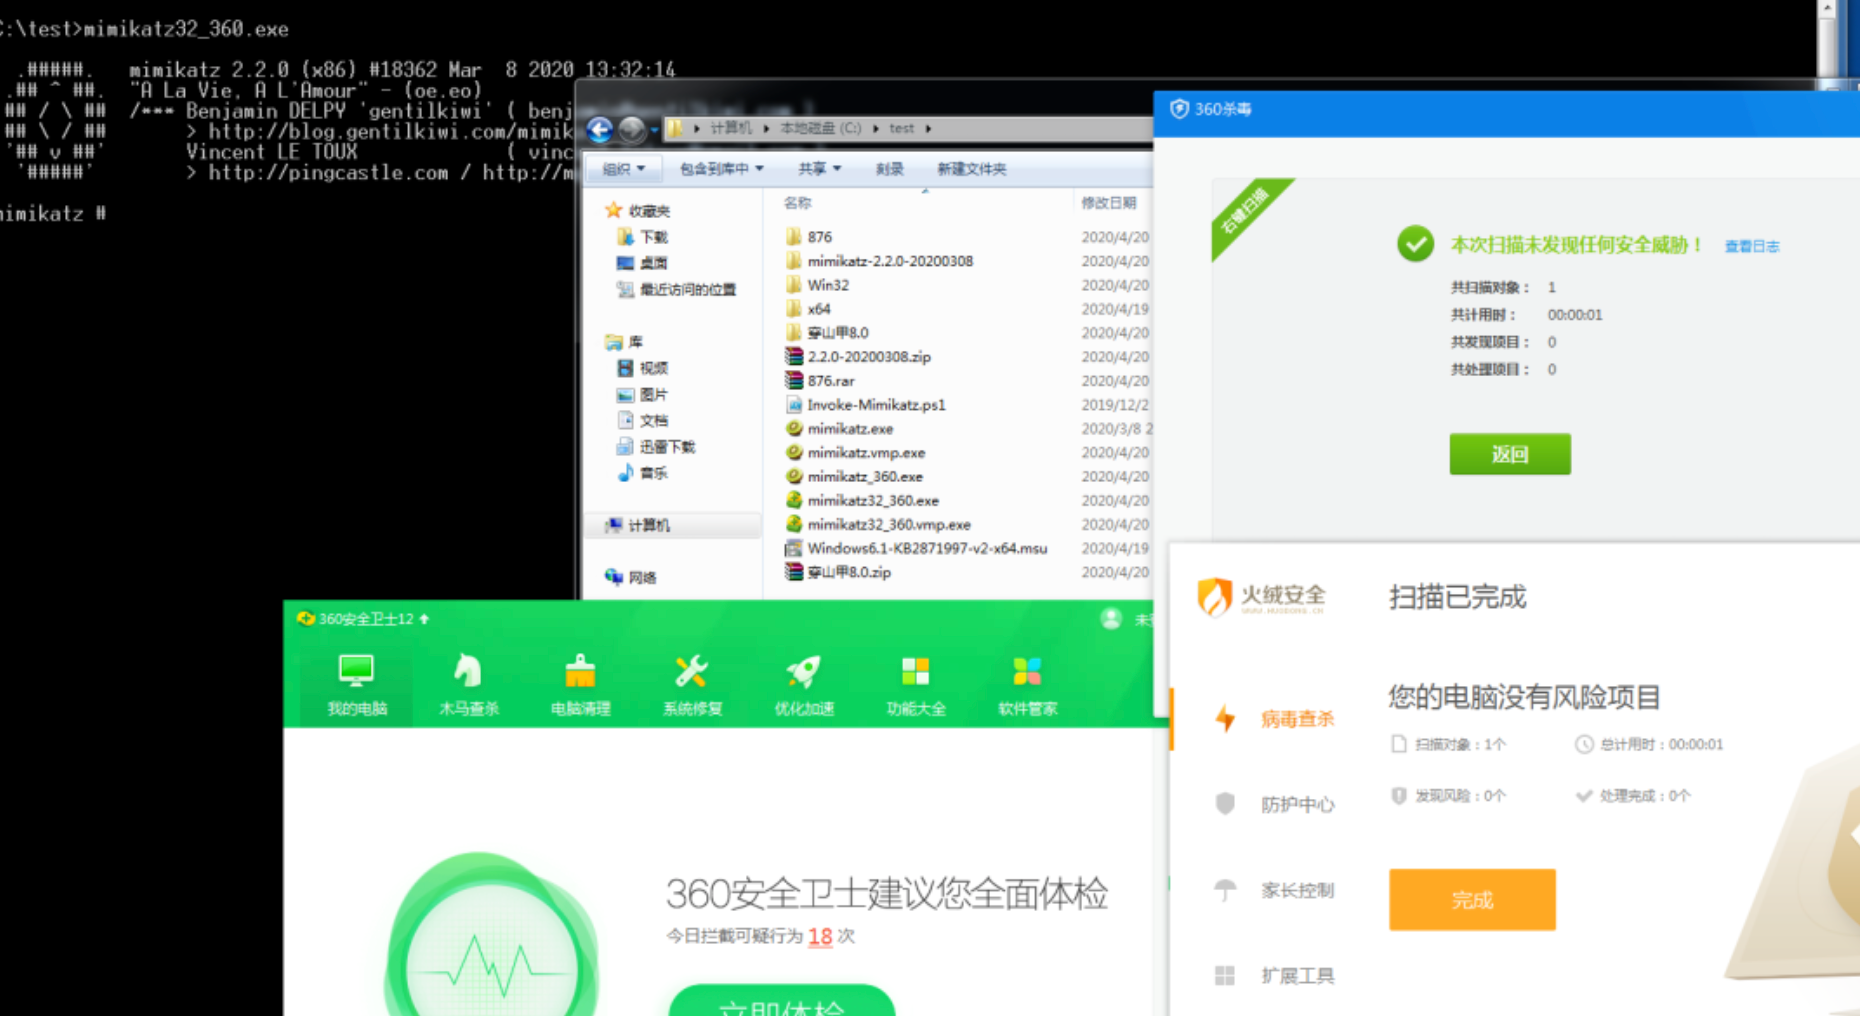 C:\test>mimikatz32_360.exe
.#####. mimikatz 2.2.0 (x86) #18362 Mar 8 2020 13:32:14
.## ^ ##. "A La Vie, A L'Amour" - (oe.eo)
## / \ ## /*** Benjamin DELPY 'gentilkiwi' ( benj
## \ / ## > http://blog.gentilkiwi.com/mimik
'## v ##' Vincent LE TOUX ( vinc
'#####' > http://pingcastle.com / http://m
mimikatz #
计算机 本地磁盘 (C:) test
组织 包含到库中 共享 刻录 新建文件夹
收藏夹
下载
桌面
最近访问的位置
库
视频
图片
文档
迅雷下载
音乐
计算机
网络
名称 修改日期
876 2020/4/20
mimikatz-2.2.0-20200308 2020/4/20
Win32 2020/4/20
x64 2020/4/19
穿山甲8.0 2020/4/20
2.2.0-20200308.zip 2020/4/20
876.rar 2020/4/20
Invoke-Mimikatz.ps1 2019/12/2
mimikatz.exe 2020/3/8 2
mimikatz.vmp.exe 2020/4/20
mimikatz_360.exe 2020/4/20
mimikatz32_360.exe 2020/4/20
mimikatz32_360.vmp.exe 2020/4/20
Windows6.1-KB2871997-v2-x64.msu 2020/4/19
穿山甲8.0.zip 2020/4/20
360杀毒
右键扫描
本次扫描未发现任何安全威胁！ 查看日志
共扫描对象： 1
共计用时： 00:00:01
共发现项目： 0
共处理项目： 0
返回
360安全卫士12
我的电脑 木马查杀 电脑清理 系统修复 优化加速 功能大全 软件管家
360安全卫士建议您全面体检
今日拦截可疑行为 18 次
立即体检
火绒安全
WWW.HUORONG.CN
扫描已完成
病毒查杀
防护中心
家长控制
扩展工具
您的电脑没有风险项目
扫描对象：1个 总计用时：00:00:01
发现风险：0个 处理完成：0个
完成